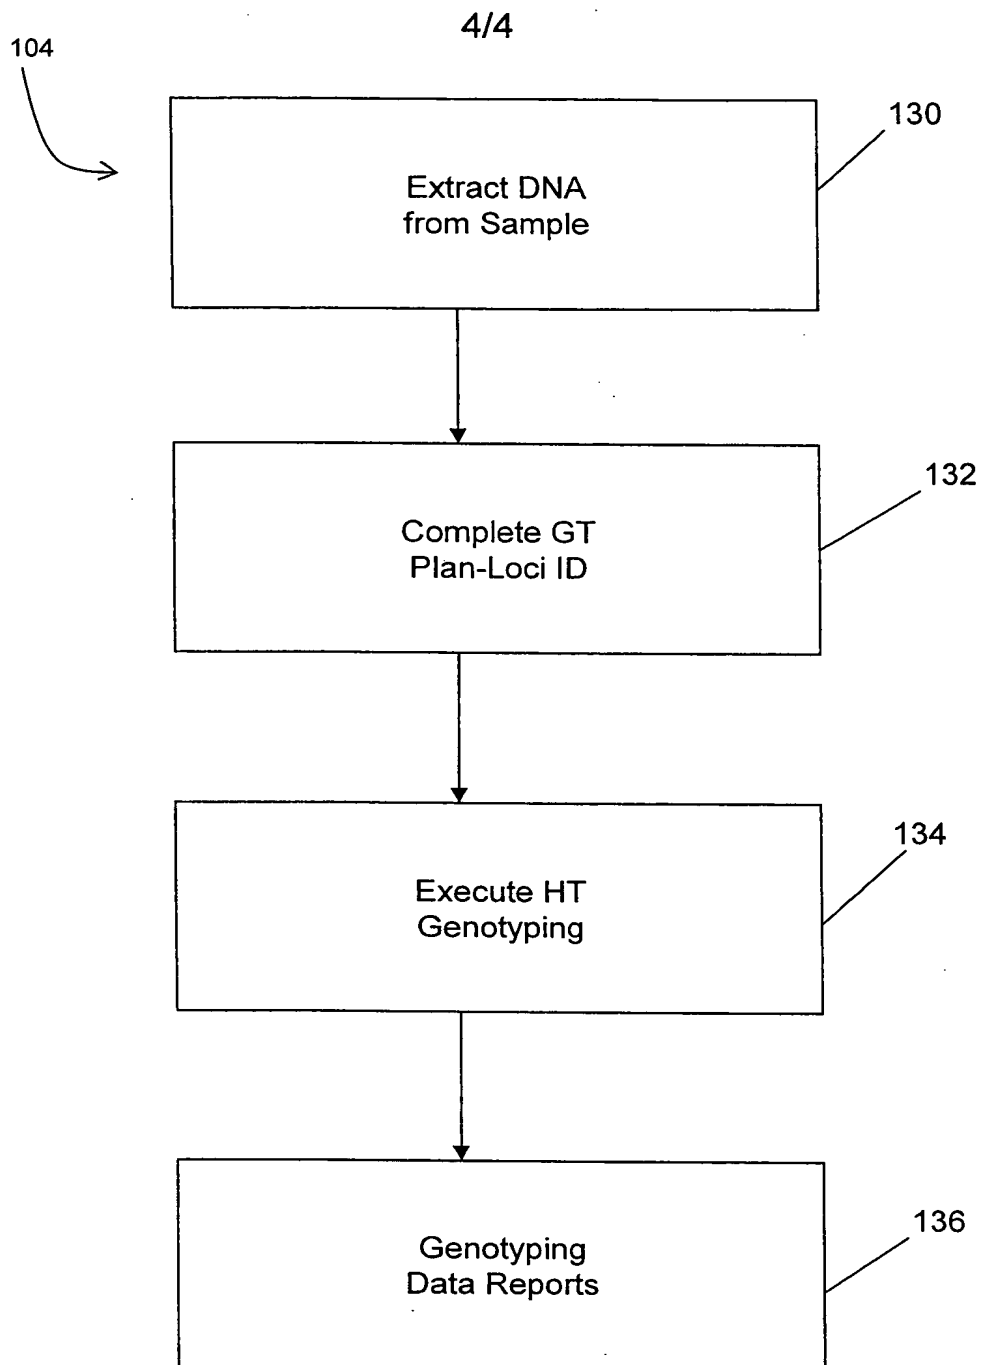 4/4
104
130
Extract DNA
from Sample
132
Complete GT
Plan-Loci ID
134
Execute HT
Genotyping
136
Genotyping
Data Reports